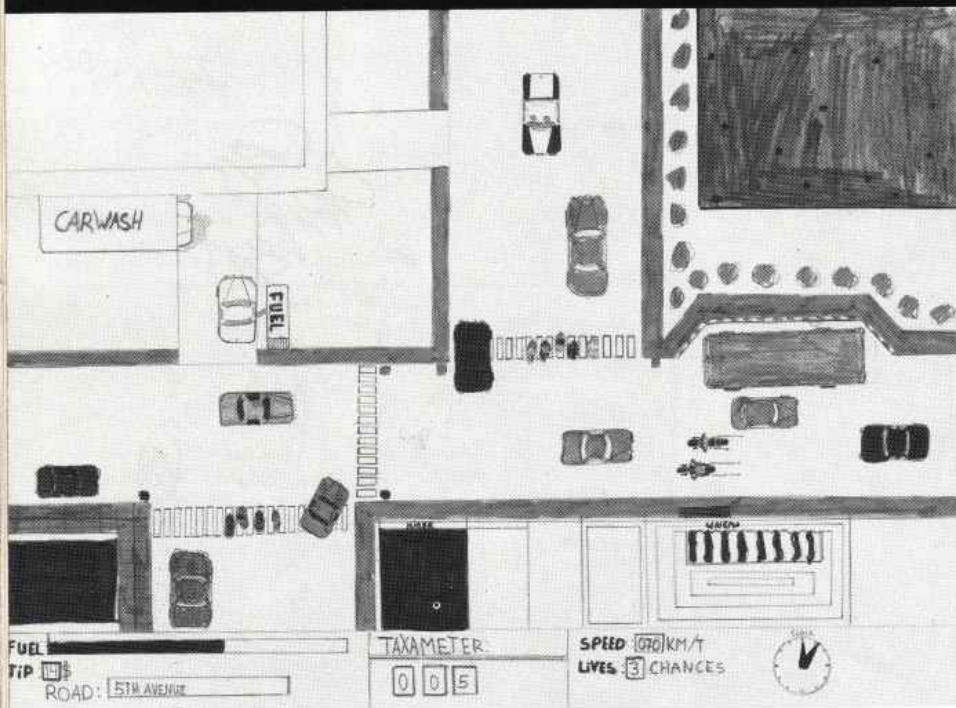 CARWASH
FUEL
FUEL
TAXAMETER.
SPEED: 070 KM/T
TIP: $
LIVES: 3 CHANCES
ROAD: 5TH AVENUE
0 0 5